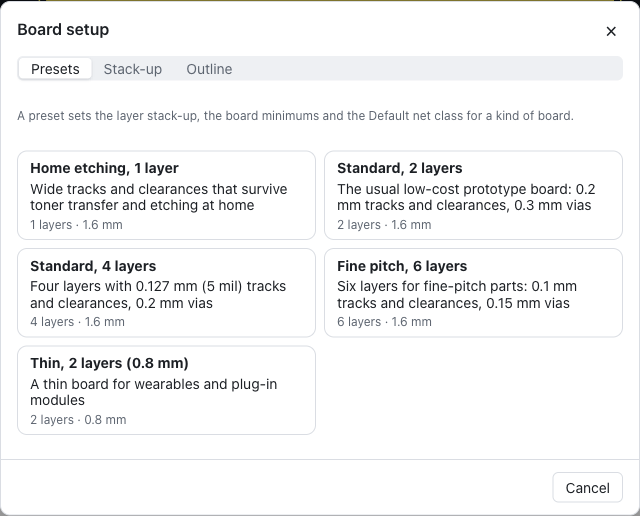 Board setup
Presets
Stack-up
Outline
A preset sets the layer stack-up, the board minimums and the Default net class for a kind of board.
Home etching, 1 layer
Wide tracks and clearances that survive
toner transfer and etching at home
1 layers · 1.6 mm
Standard, 2 layers
The usual low-cost prototype board: 0.2
mm tracks and clearances, 0.3 mm vias
2 layers · 1.6 mm
Standard, 4 layers
Four layers with 0.127 mm (5 mil) tracks
and clearances, 0.2 mm vias
4 layers · 1.6 mm
Fine pitch, 6 layers
Six layers for fine-pitch parts: 0.1 mm
tracks and clearances, 0.15 mm vias
6 layers · 1.6 mm
Thin, 2 layers (0.8 mm)
A thin board for wearables and plug-in
modules
2 layers · 0.8 mm
Cancel